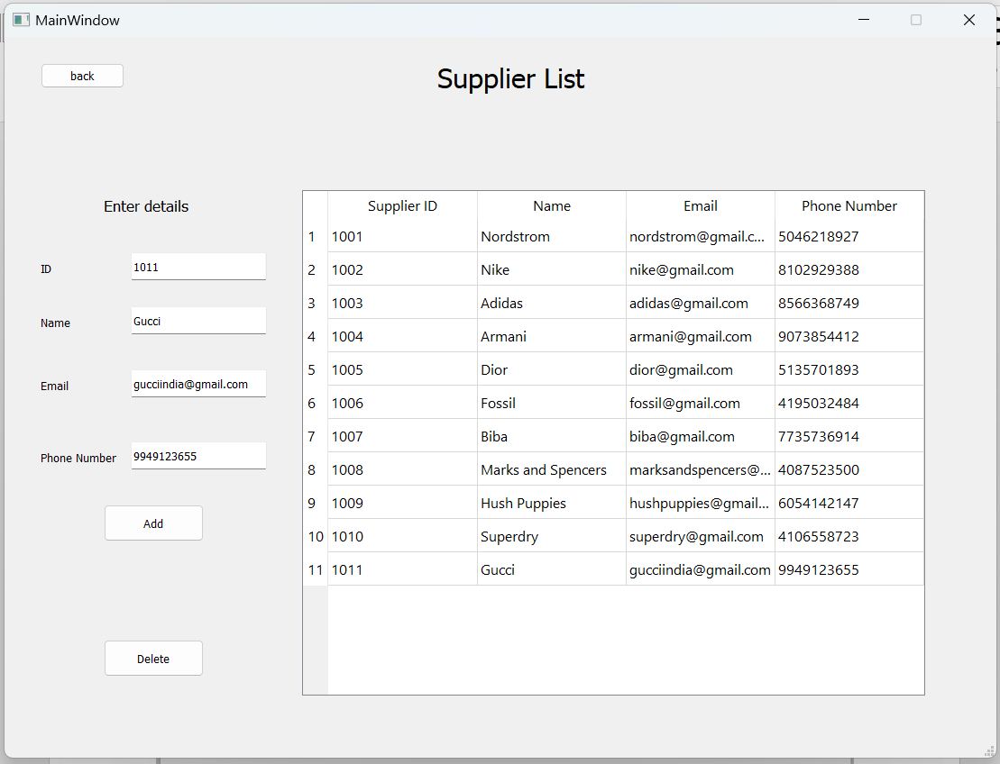 MainWindow
back
Supplier List
Enter details
ID 1011
Name Gucci
Email gucciindia@gmail.com
Phone Number 9949123655
Add
Delete
Supplier ID Name Email Phone Number
1 1001 Nordstrom nordstrom@gmail.c... 5046218927
2 1002 Nike nike@gmail.com 8102929388
3 1003 Adidas adidas@gmail.com 8566368749
4 1004 Armani armani@gmail.com 9073854412
5 1005 Dior dior@gmail.com 5135701893
6 1006 Fossil fossil@gmail.com 4195032484
7 1007 Biba biba@gmail.com 7735736914
8 1008 Marks and Spencers marksandspencers@... 4087523500
9 1009 Hush Puppies hushpuppies@gmail... 6054142147
10 1010 Superdry superdry@gmail.com 4106558723
11 1011 Gucci gucciindia@gmail.com 9949123655